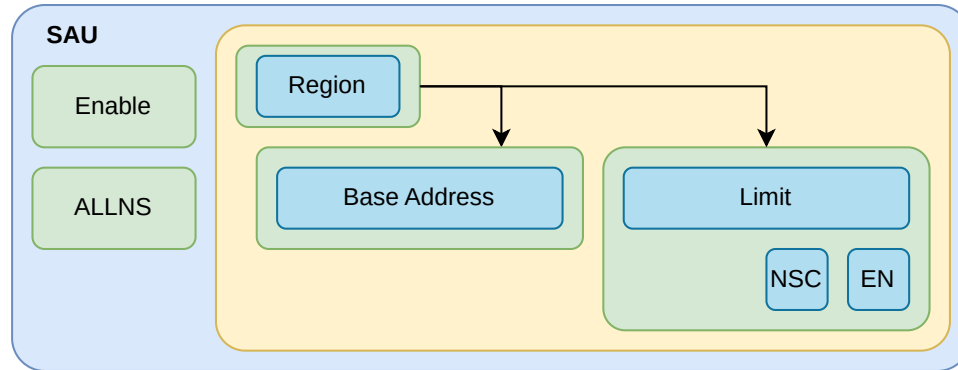 SAU
Enable
ALLNS
Region
Base Address
Limit
NSC
EN